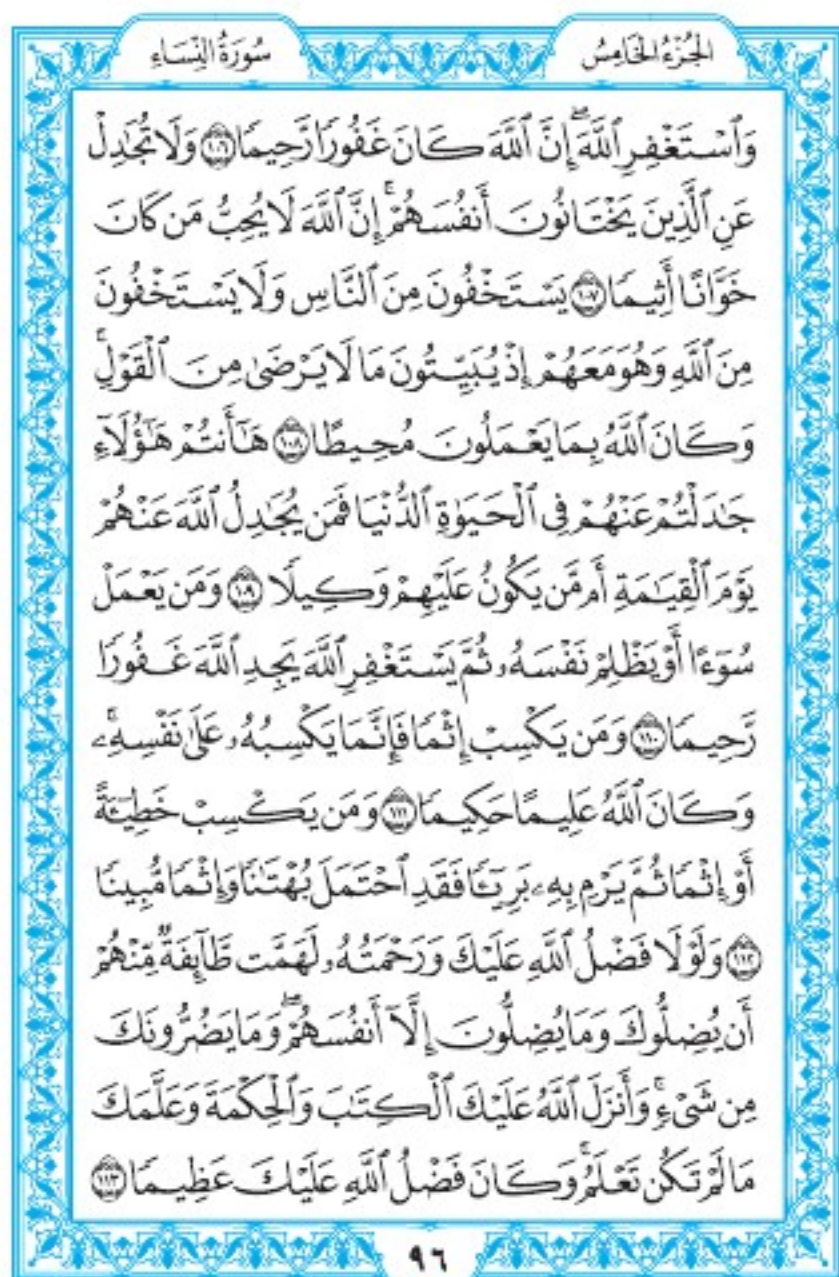 الجُزْءُ الخَامِسُ
سُورَةُ النِّسَاءِ
وَٱسْتَغْفِرِ ٱللَّهَۖ إِنَّ ٱللَّهَ كَانَ غَفُورٗا رَّحِيمٗا ١٠٦ وَلَا تُجَٰدِلۡ
عَنِ ٱلَّذِينَ يَخۡتَانُونَ أَنفُسَهُمۡۚ إِنَّ ٱللَّهَ لَا يُحِبُّ مَن كَانَ
خَوَّانًا أَثِيمٗا ١٠٧ يَسۡتَخۡفُونَ مِنَ ٱلنَّاسِ وَلَا يَسۡتَخۡفُونَ
مِنَ ٱللَّهِ وَهُوَ مَعَهُمۡ إِذۡ يُبَيِّتُونَ مَا لَا يَرۡضَىٰ مِنَ ٱلۡقَوۡلِۚ
وَكَانَ ٱللَّهُ بِمَا يَعۡمَلُونَ مُحِيطًا ١٠٨ هَٰٓأَنتُمۡ هَٰٓؤُلَآءِ
جَٰدَلۡتُمۡ عَنۡهُمۡ فِي ٱلۡحَيَوٰةِ ٱلدُّنۡيَا فَمَن يُجَٰدِلُ ٱللَّهَ عَنۡهُمۡ
يَوۡمَ ٱلۡقِيَٰمَةِ أَم مَّن يَكُونُ عَلَيۡهِمۡ وَكِيلٗا ١٠٩ وَمَن يَعۡمَلۡ
سُوٓءًا أَوۡ يَظۡلِمۡ نَفۡسَهُۥ ثُمَّ يَسۡتَغۡفِرِ ٱللَّهَ يَجِدِ ٱللَّهَ غَفُورٗا
رَّحِيمٗا ١١٠ وَمَن يَكۡسِبۡ إِثۡمٗا فَإِنَّمَا يَكۡسِبُهُۥ عَلَىٰ نَفۡسِهِۦۚ
وَكَانَ ٱللَّهُ عَلِيمًا حَكِيمٗا ١١١ وَمَن يَكۡسِبۡ خَطِيٓـَٔةً
أَوۡ إِثۡمٗا ثُمَّ يَرۡمِ بِهِۦ بَرِيٓـٔٗا فَقَدِ ٱحۡتَمَلَ بُهۡتَٰنٗا وَإِثۡمٗا مُّبِينٗا
١١٢ وَلَوۡلَا فَضۡلُ ٱللَّهِ عَلَيۡكَ وَرَحۡمَتُهُۥ لَهَمَّت طَّآئِفَةٞ مِّنۡهُمۡ
أَن يُضِلُّوكَ وَمَا يُضِلُّونَ إِلَّآ أَنفُسَهُمۡۖ وَمَا يَضُرُّونَكَ
مِن شَيۡءٖۚ وَأَنزَلَ ٱللَّهُ عَلَيۡكَ ٱلۡكِتَٰبَ وَٱلۡحِكۡمَةَ وَعَلَّمَكَ
مَا لَمۡ تَكُن تَعۡلَمُۚ وَكَانَ فَضۡلُ ٱللَّهِ عَلَيۡكَ عَظِيمٗا ١١٣
٩٦